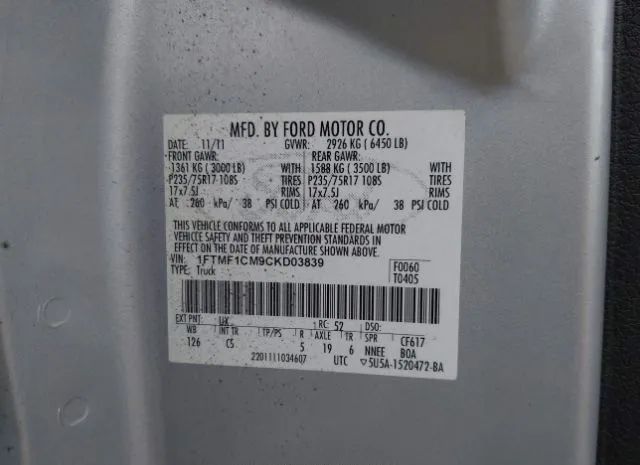 MFD. BY FORD MOTOR CO.
DATE: 11/11 GVWR: 2926 KG ( 6450 LB)
FRONT GAWR: REAR GAWR:
1361 KG ( 3000 LB) WITH 1588 KG ( 3500 LB) WITH
P235/75R17 108S TIRES P235/75R17 108S TIRES
17x7.5J RIMS 17x7.5J RIMS
AT 260 kPa/ 38 PSI COLD AT 260 kPa/ 38 PSI COLD
THIS VEHICLE CONFORMS TO ALL APPLICABLE FEDERAL MOTOR
VEHICLE SAFETY AND THEFT PREVENTION STANDARDS IN
EFFECT ON THE DATE OF MANUFACTURE SHOWN ABOVE.
VIN: 1FTMF1CM9CKD03839 F0060
TYPE: Truck T0405
EXT PNT: RC: 52 DSO:
WB INT TR TP/PS R AXLE TR SPR CF617
126 CS 5 19 6 NNEE BOA
2201111034607 UTC ▽5U5A-1520472-BA